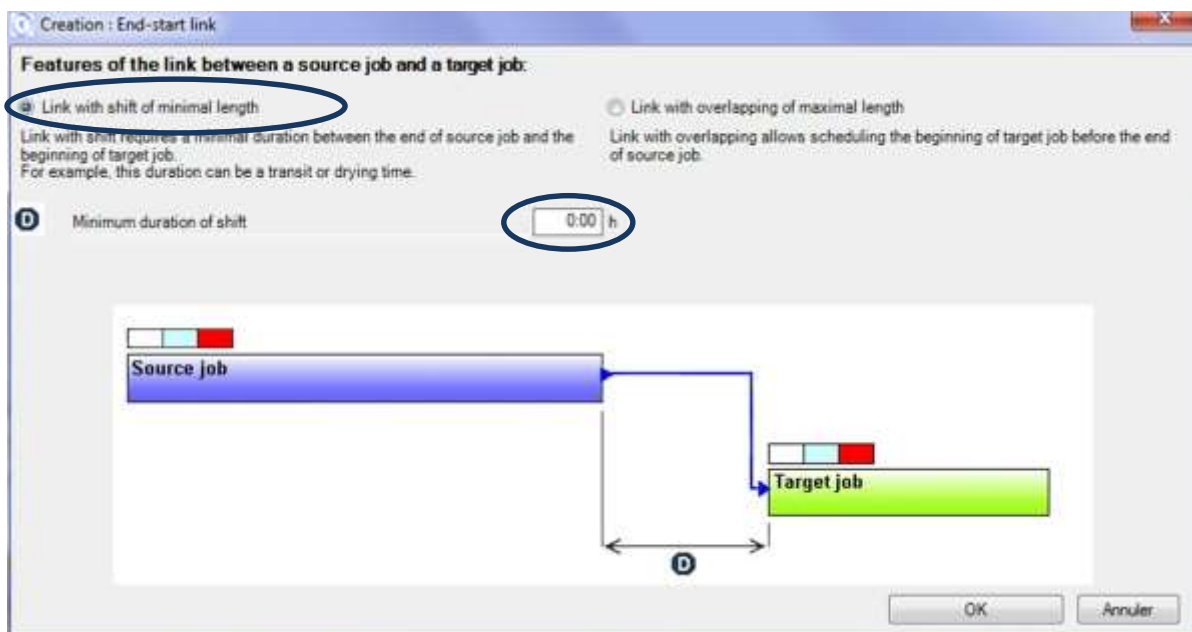 Creation : End-start link
X
Features of the link between a source job and a target job:
Link with shift of minimal length
Link with overlapping of maximal length
Link with shift requires a minimal duration between the end of source job and the
beginning of target job.
For example, this duration can be a transit or drying time.
Link with overlapping allows scheduling the beginning of target job before the end
of source job.
D
Minimum duration of shift
0:00 h
Source job
Target job
D
OK
Annuler